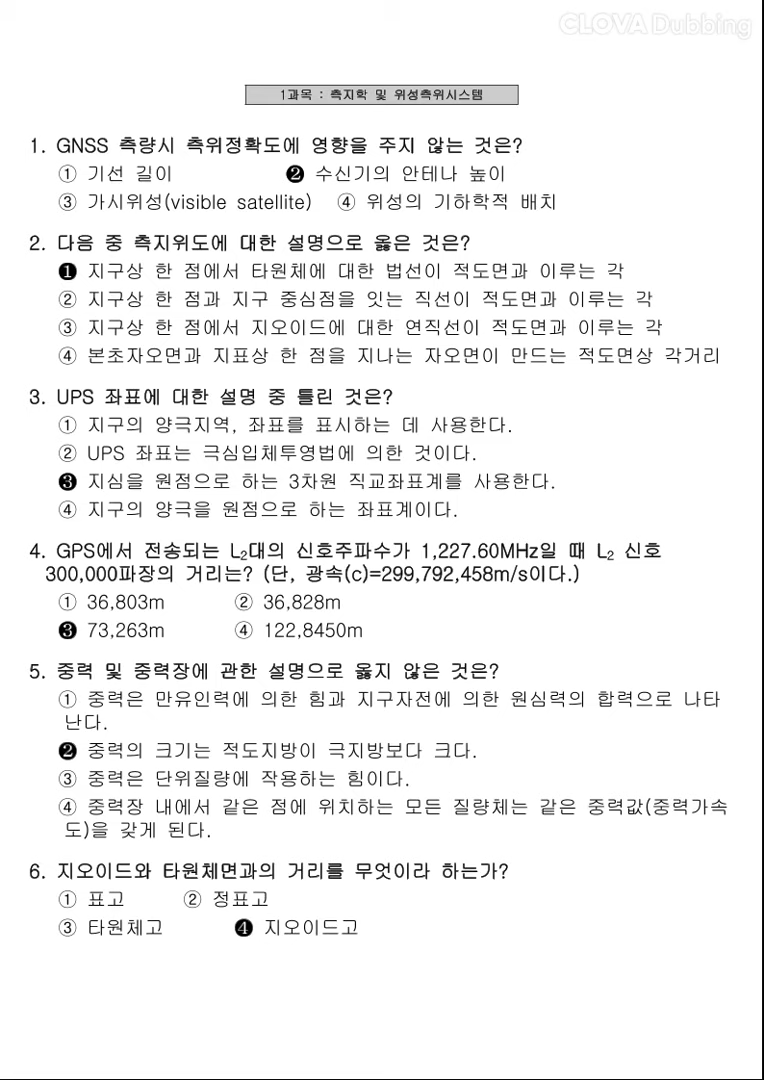 CLOVA Dubbing
1과목 : 측지학 및 위성측위시스템
1. GNSS 측량시 측위정확도에 영향을 주지 않는 것은?
① 기선 길이 ❷ 수신기의 안테나 높이
③ 가시위성(visible satellite) ④ 위성의 기하학적 배치
2. 다음 중 측지위도에 대한 설명으로 옳은 것은?
❶ 지구상 한 점에서 타원체에 대한 법선이 적도면과 이루는 각
② 지구상 한 점과 지구 중심점을 잇는 직선이 적도면과 이루는 각
③ 지구상 한 점에서 지오이드에 대한 연직선이 적도면과 이루는 각
④ 본초자오면과 지표상 한 점을 지나는 자오면이 만드는 적도면상 각거리
3. UPS 좌표에 대한 설명 중 틀린 것은?
① 지구의 양극지역, 좌표를 표시하는 데 사용한다.
② UPS 좌표는 극심입체투영법에 의한 것이다.
❸ 지심을 원점으로 하는 3차원 직교좌표계를 사용한다.
④ 지구의 양극을 원점으로 하는 좌표계이다.
4. GPS에서 전송되는 L₂대의 신호주파수가 1,227.60MHz일 때 L₂ 신호
300,000파장의 거리는? (단, 광속(c)=299,792,458m/s이다.)
① 36,803m ② 36,828m
❸ 73,263m ④ 122,8450m
5. 중력 및 중력장에 관한 설명으로 옳지 않은 것은?
① 중력은 만유인력에 의한 힘과 지구자전에 의한 원심력의 합력으로 나타
난다.
❷ 중력의 크기는 적도지방이 극지방보다 크다.
③ 중력은 단위질량에 작용하는 힘이다.
④ 중력장 내에서 같은 점에 위치하는 모든 질량체는 같은 중력값(중력가속
도)을 갖게 된다.
6. 지오이드와 타원체면과의 거리를 무엇이라 하는가?
① 표고 ② 정표고
③ 타원체고 ❹ 지오이드고